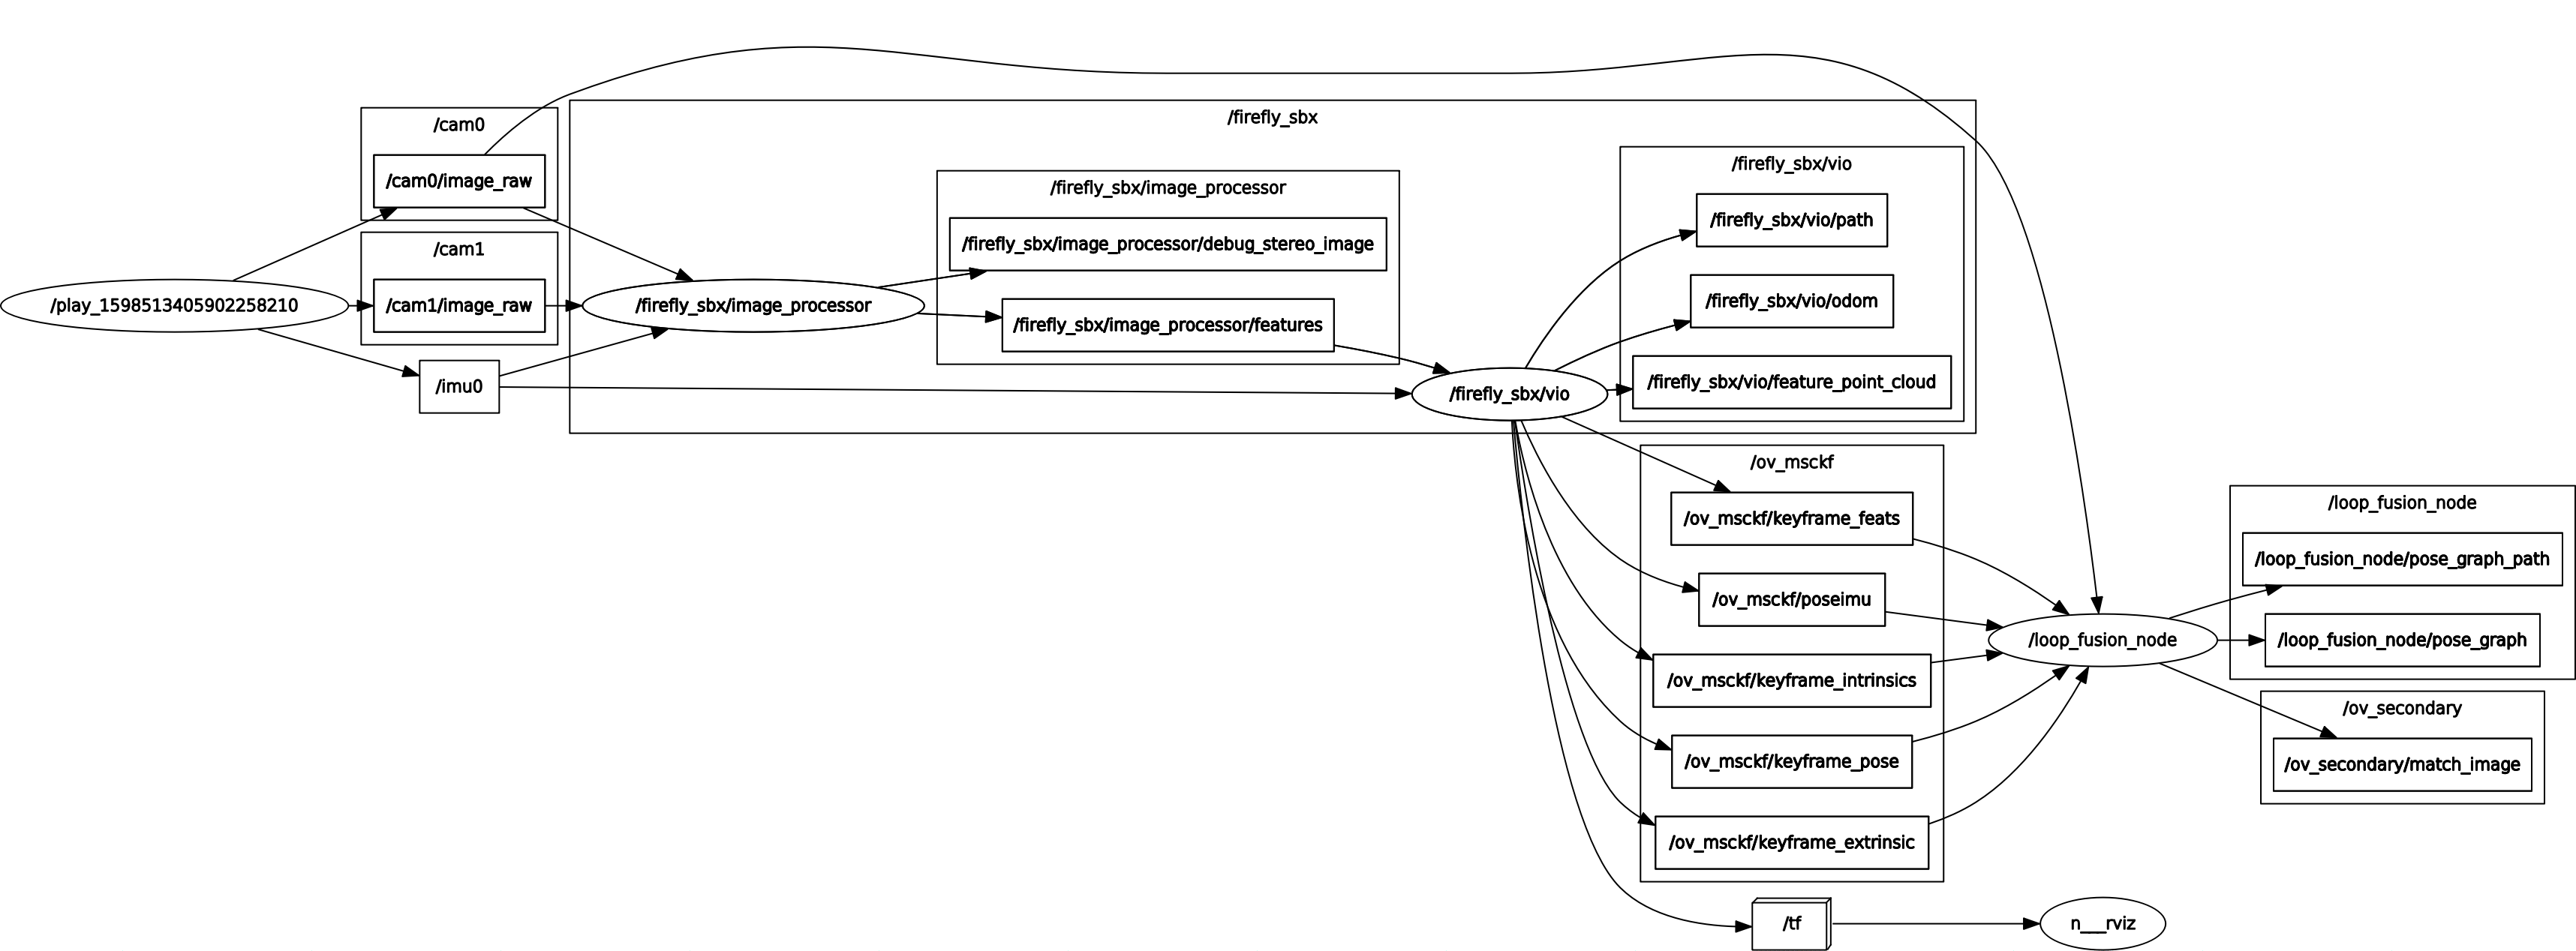 /play_1598513405902258210
/cam0
/cam0/image_raw
/cam1
/cam1/image_raw
/imu0
/firefly_sbx
/firefly_sbx/image_processor
/firefly_sbx/image_processor
/firefly_sbx/image_processor/debug_stereo_image
/firefly_sbx/image_processor/features
/firefly_sbx/vio
/firefly_sbx/vio
/firefly_sbx/vio/path
/firefly_sbx/vio/odom
/firefly_sbx/vio/feature_point_cloud
/ov_msckf
/ov_msckf/keyframe_feats
/ov_msckf/poseimu
/ov_msckf/keyframe_intrinsics
/ov_msckf/keyframe_pose
/ov_msckf/keyframe_extrinsic
/tf
n___rviz
/loop_fusion_node
/loop_fusion_node
/loop_fusion_node/pose_graph_path
/loop_fusion_node/pose_graph
/ov_secondary
/ov_secondary/match_image